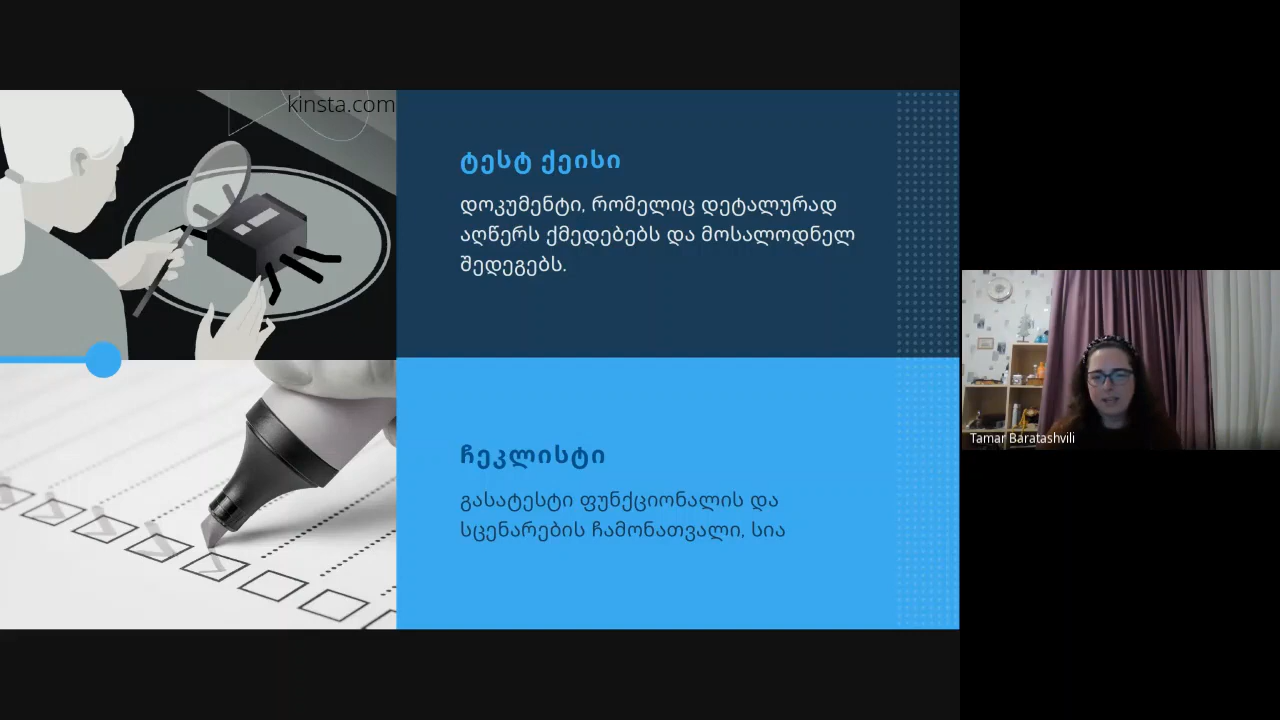 kinsta.com
ტესტ ქეისი
დოკუმენტი, რომელიც დეტალურად
აღწერს ქმედებებს და მოსალოდნელ
შედეგებს.
ჩეკლისტი
გასატესტი ფუნქციონალის და
სცენარების ჩამონათვალი, სია
Tamar Baratashvili